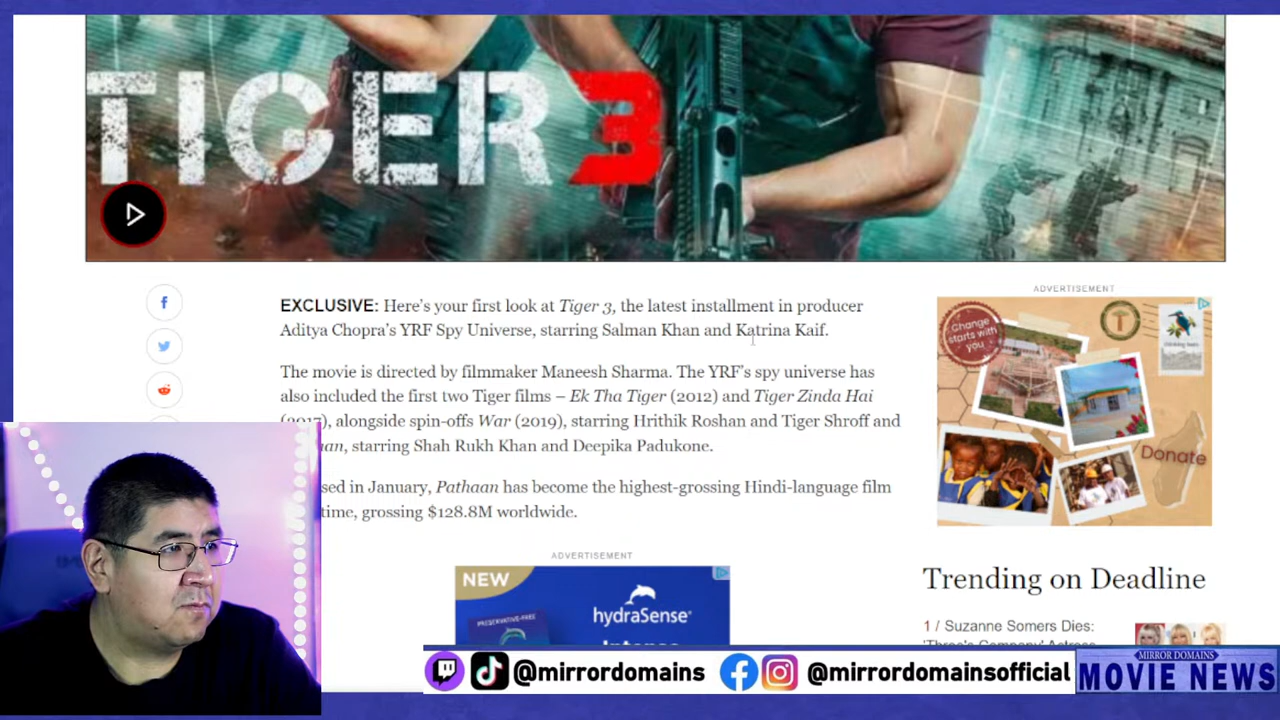 TIGER 3
ADVERTISEMENT
EXCLUSIVE: Here's your first look at Tiger 3, the latest installment in producer
Aditya Chopra's YRF Spy Universe, starring Salman Khan and Katrina Kaif.
The movie is directed by filmmaker Maneesh Sharma. The YRF's spy universe has
also included the first two Tiger films – Ek Tha Tiger (2012) and Tiger Zinda Hai
(2017), alongside spin-offs War (2019), starring Hrithik Roshan and Tiger Shroff and
an, starring Shah Rukh Khan and Deepika Padukone.
sed in January, Pathaan has become the highest-grossing Hindi-language film
time, grossing $128.8M worldwide.
Change
starts with
you
Donate
ADVERTISEMENT
NEW
PRESERVATIVE-FREE
hydraSense
Trending on Deadline
1 / Suzanne Somers Dies:
@mirrordomains
@mirrordomainsofficial
MIRROR DOMAINS
MOVIE NEWS